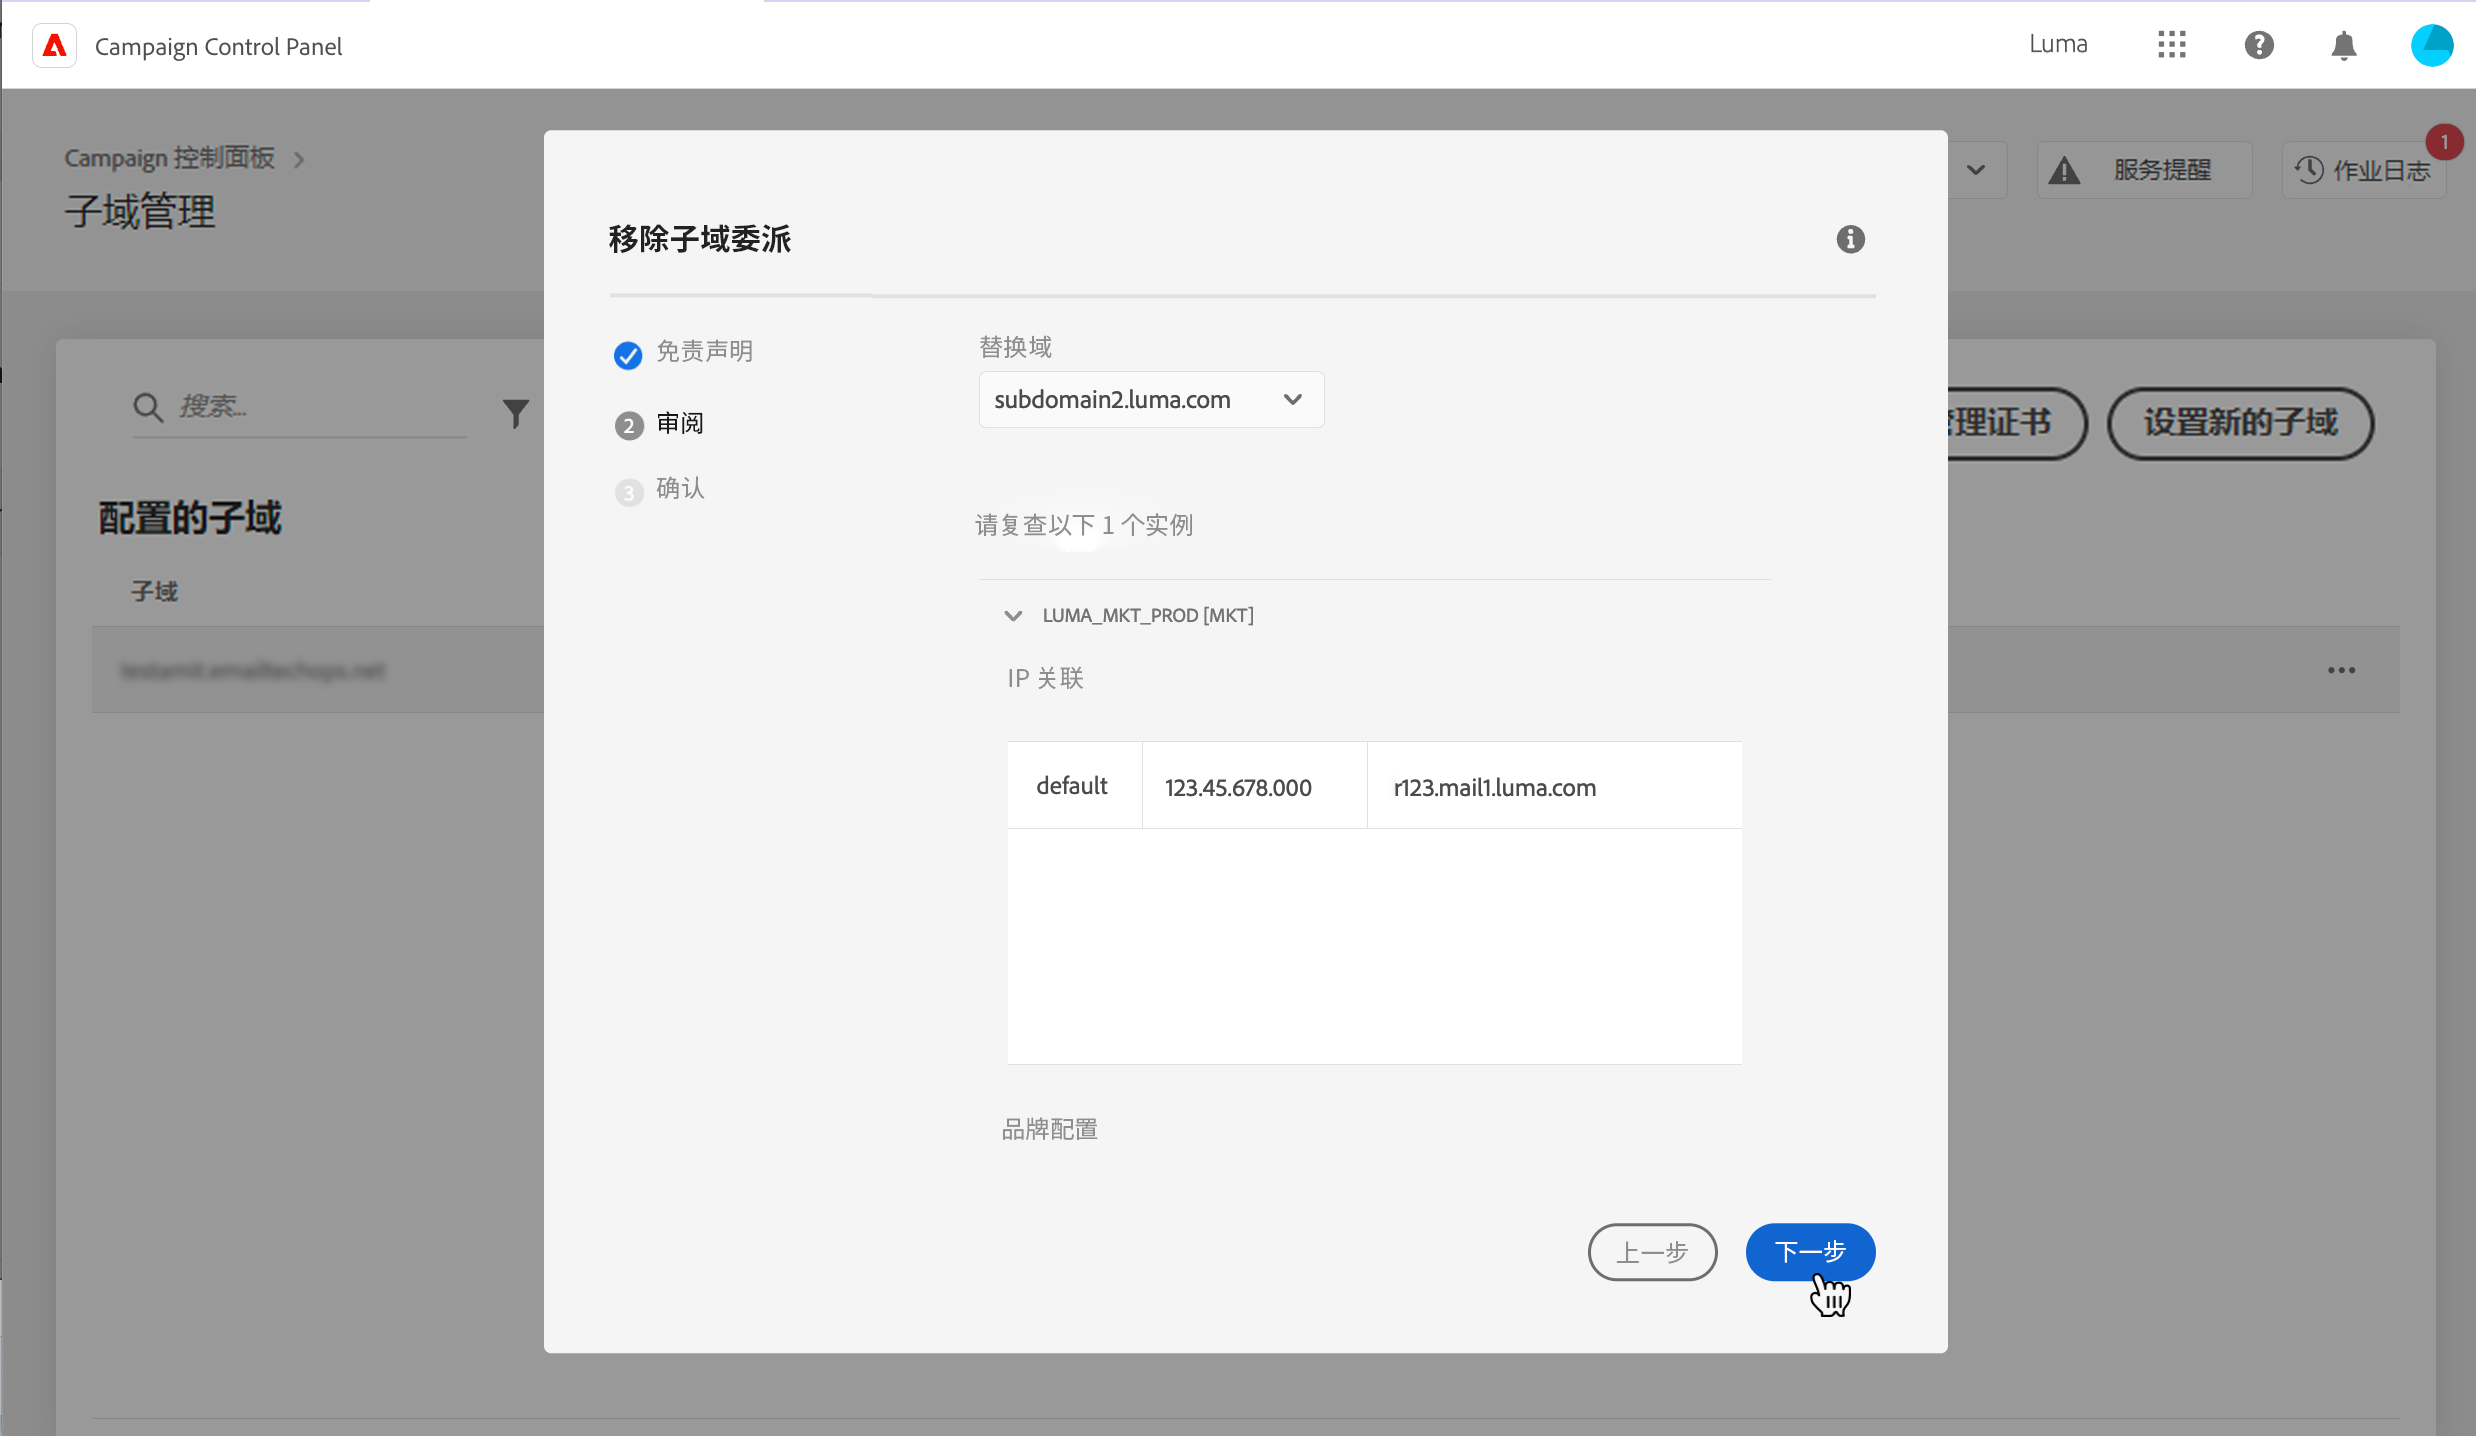 Campaign Control Panel
Luma
Campaign 控制面板
子域管理
服务提醒
作业日志
1
移除子域委派
免责声明
2 审阅
3 确认
替换域
subdomain2.luma.com
请复查以下 1 个实例
LUMA_MKT_PROD [MKT]
IP 关联
default 123.45.678.000 r123.mail1.luma.com
品牌配置
上一步
下一步
搜索...
理证书
设置新的子域
配置的子域
子域